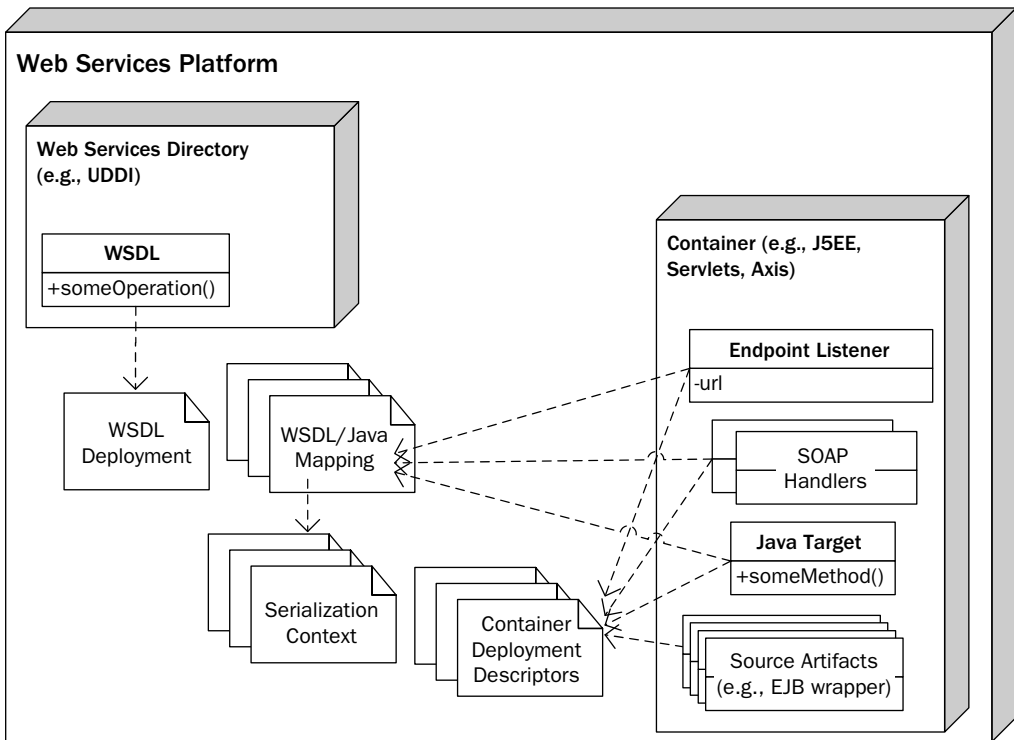 Web Services Platform
Web Services Directory
(e.g., UDDI)
WSDL
+someOperation()
WSDL
Deployment
WSDL/Java
Mapping
Serialization
Context
Container
Deployment
Descriptors
Container (e.g., J5EE,
Servlets, Axis)
Endpoint Listener
-url
SOAP
Handlers
Java Target
+someMethod()
Source Artifacts
(e.g., EJB wrapper)